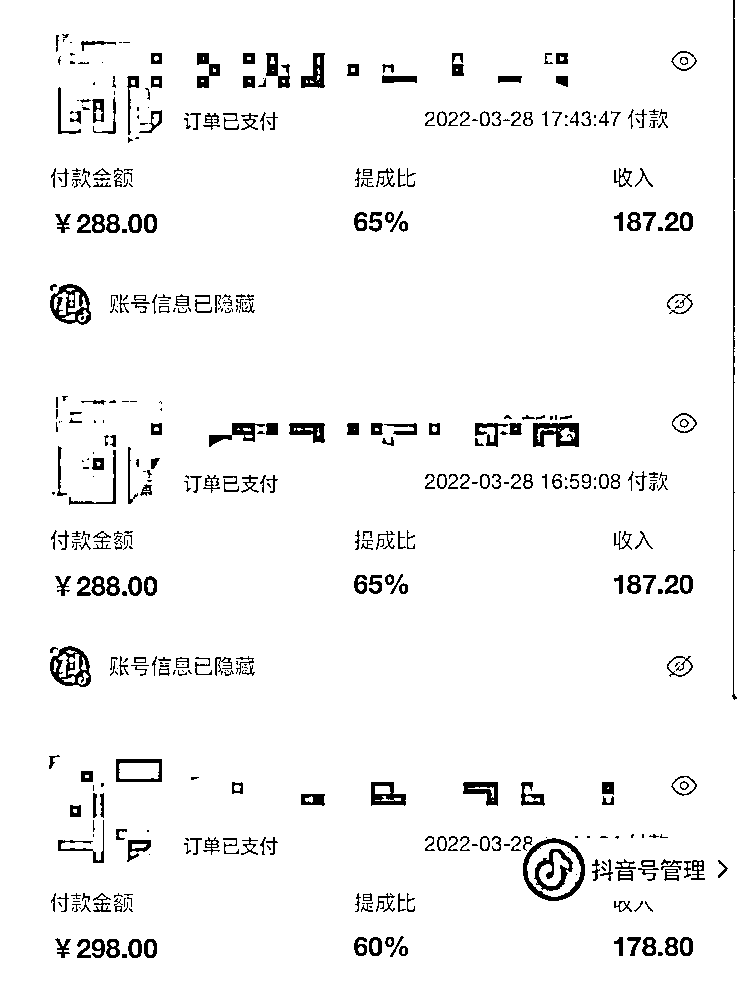 订单已支付 2022-03-28 17:43:47 付款
付款金额 提成比 收入
¥288.00 65% 187.20
账号信息已隐藏
订单已支付 2022-03-28 16:59:08 付款
付款金额 提成比 收入
¥288.00 65% 187.20
账号信息已隐藏
订单已支付 2022-03-28
抖音号管理 >
付款金额 提成比 收入
¥298.00 60% 178.80